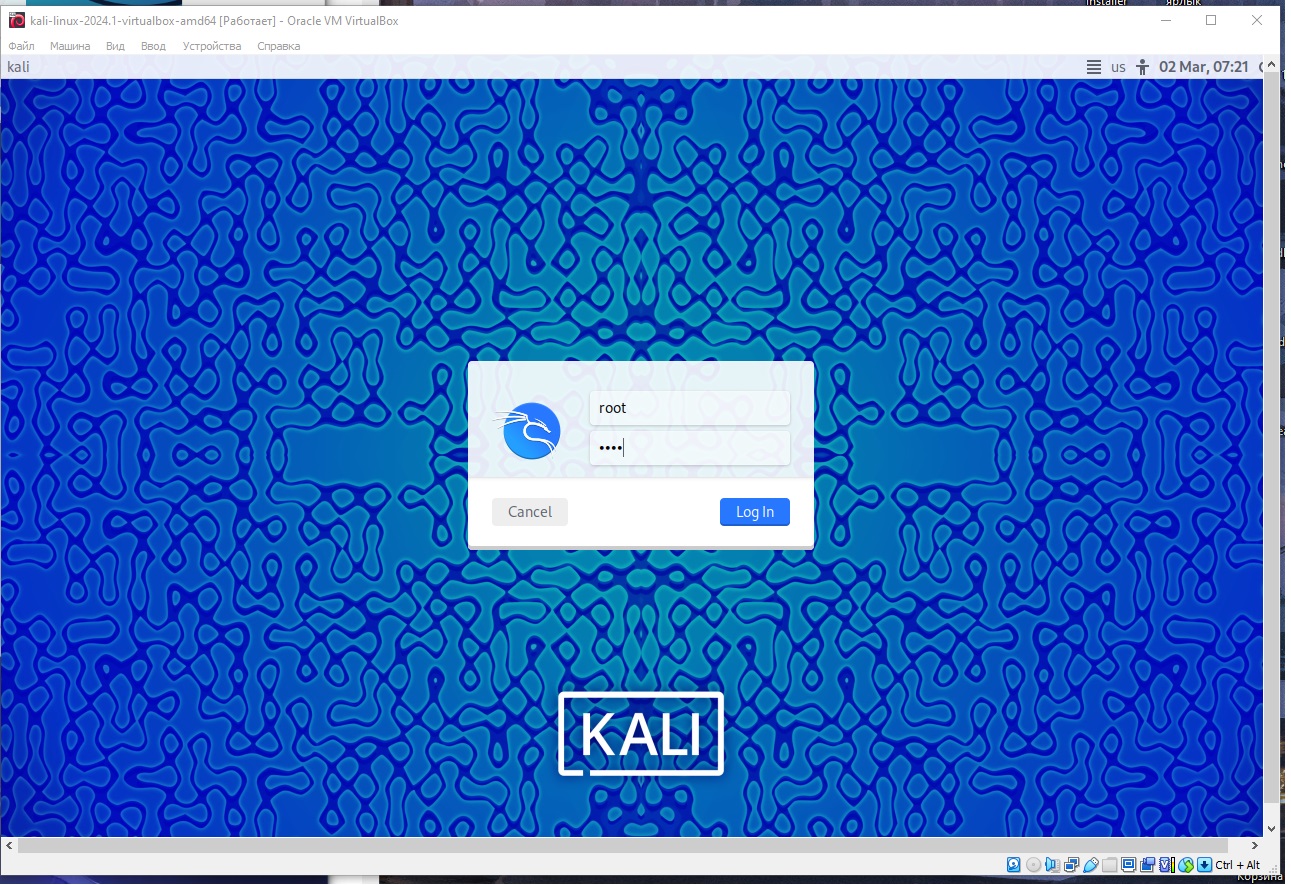 installer
ярлык
kali-linux-2024.1-virtualbox-amd64 [Работает] - Oracle VM VirtualBox
Файл Машина Вид Ввод Устройства Справка
kali us 02 Mar, 07:21
root
••••
Cancel Log In
KALI
Ctrl + Alt
Корзина